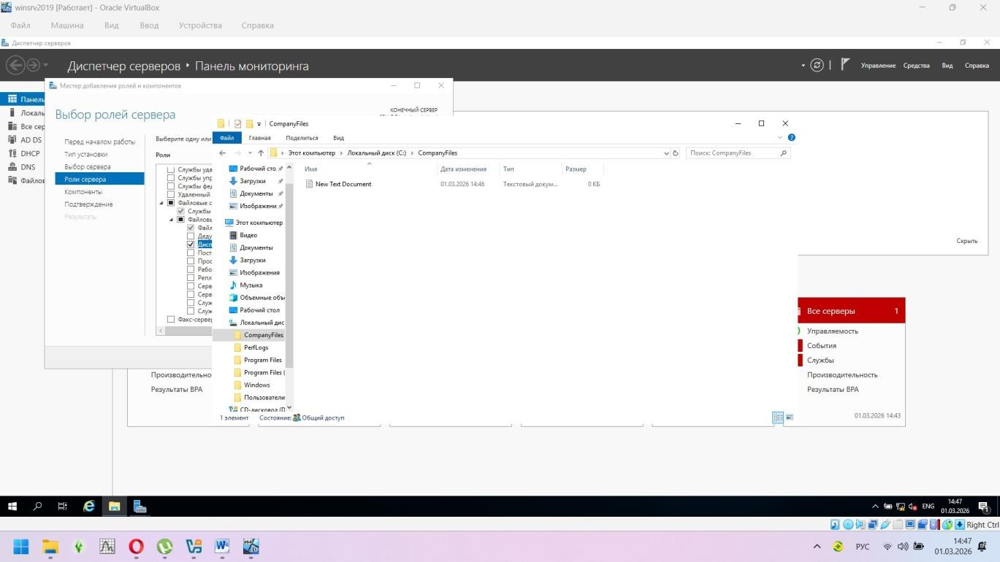 winsrv2019 [Работает] - Oracle VirtualBox
Файл Машина Вид Ввод Устройства Справка
Диспетчер серверов
Диспетчер серверов Панель мониторинга
Управление Средства Вид Справка
Мастер добавления ролей и компонентов
Панель
Локаль
Все сер
AD DS
DHCP
DNS
Файлов
Выбор ролей сервера
КОНЕЧНЫЙ СЕРВЕР
Перед началом работы
Тип установки
Выбор сервера
Роли сервера
Компоненты
Подтверждение
Результаты
Выберите одну или
Роли
Службы уда
Службы упр
Службы фед
Удаленный
Файловые с
Службы
Файловы
Файл
Деду
Дисп
Пост
Прос
Рабо
Репл
Серв
Серв
Служ
Служ
Факс-сервер
CompanyFiles
Файл Главная Поделиться Вид
Этот компьютер Локальный диск (C:) CompanyFiles
Поиск: CompanyFiles
Рабочий сто.
Загрузки
Документы
Изображени
Этот компьютер
Видео
Документы
Загрузки
Изображения
Музыка
Объемные объ
Рабочий стол
Локальный дис
CompanyFiles
PerfLogs
Program Files
Program Files (
Windows
Пользователи
CD-дисковод (D
Имя Дата изменения Тип Размер
New Text Document 01.03.2026 14:46 Текстовый докум... 0 КБ
1 элемент Состояние: Общий доступ
Скрыть
Все серверы 1
Управляемость
События
Службы
Производительность
Результаты BPA
01.03.2026 14:43
Производительно
Результаты BPA
ENG
14:47
01.03.2026
1
Right Ctrl
РУС
14:47
01.03.2026